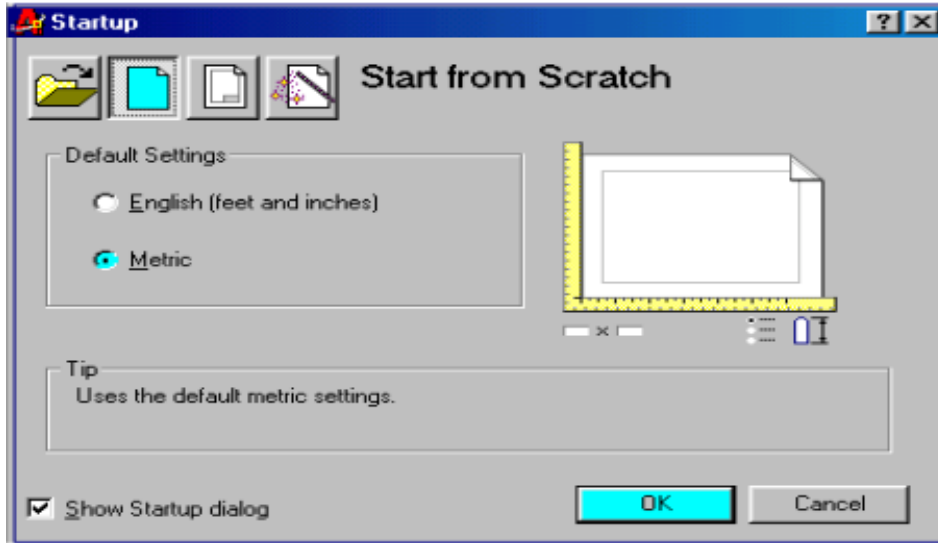 Startup
Start from Scratch
Default Settings
English (feet and inches)
Metric
Tip
Uses the default metric settings.
Show Startup dialog
OK
Cancel